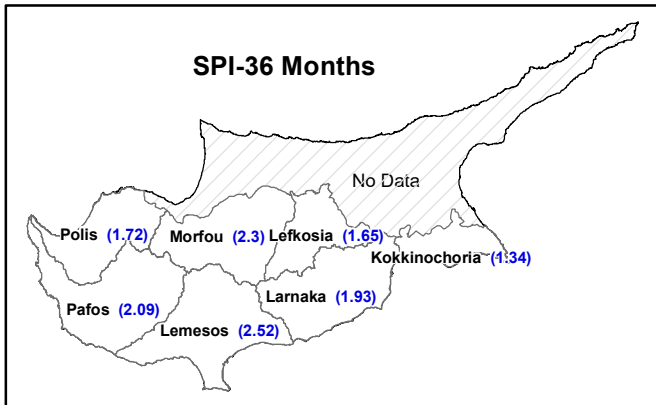 SPI-36 Months
No Data
Polis (1.72)
Morfou (2.3)
Lefkosia (1.65)
Kokkinochoria (1.34)
Pafos (2.09)
Larnaka (1.93)
Lemesos (2.52)